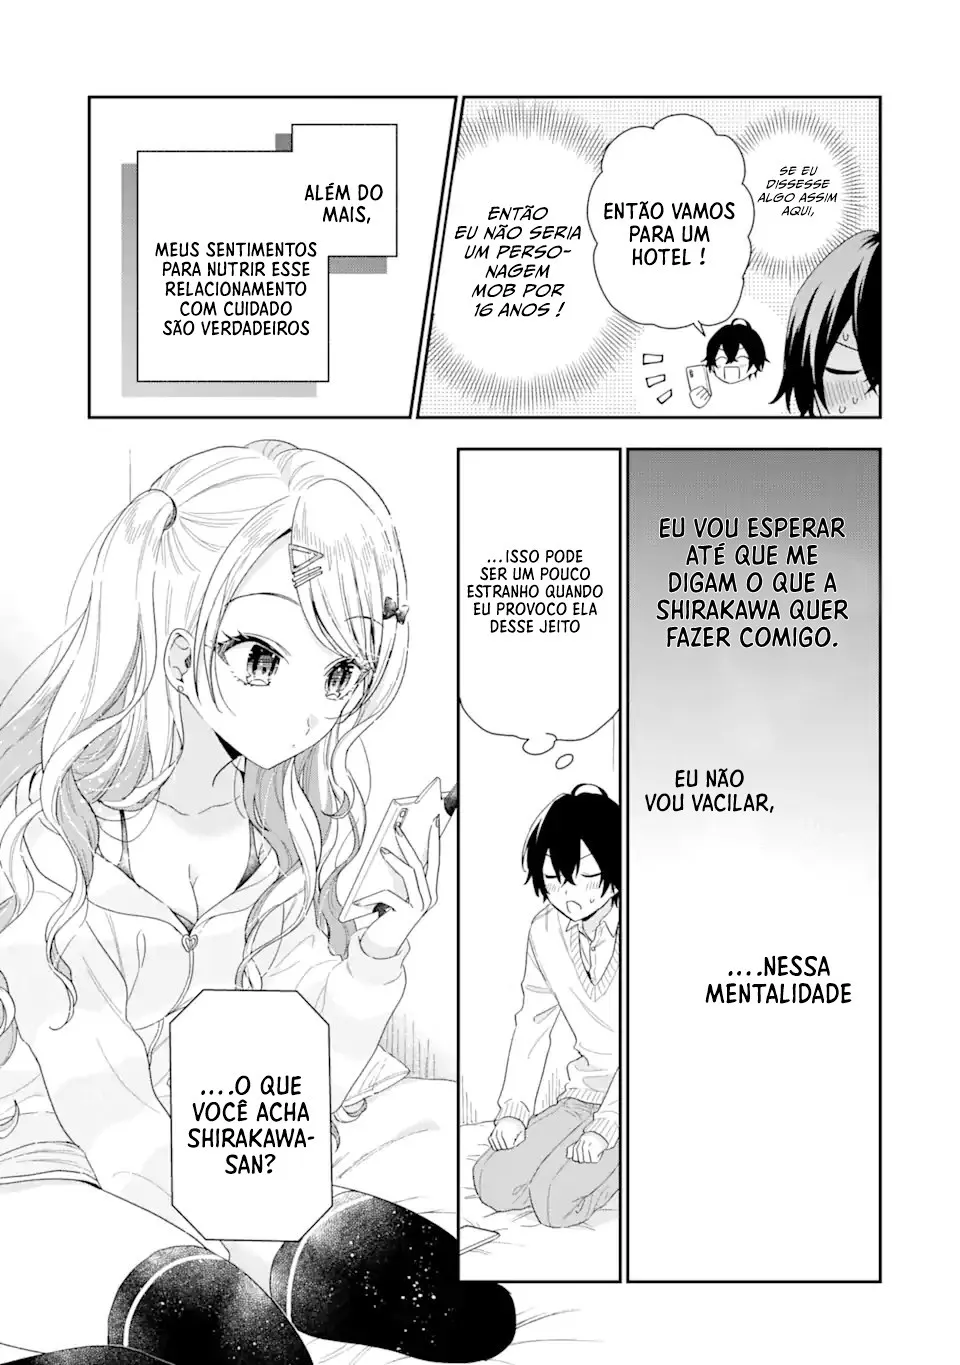 SE EU
DISSESSE
ALGO ASSIM
AQUI,
ENTÃO VAMOS
PARA UM
HOTEL !
ENTÃO
EU NÃO SERIA
UM PERSO-
NAGEM
MOB POR
16 ANOS !
ALÉM DO
MAIS,
MEUS SENTIMENTOS
PARA NUTRIR ESSE
RELACIONAMENTO
COM CUIDADO
SÃO VERDADEIROS
EU VOU ESPERAR
ATÉ QUE ME
DIGAM O QUE A
SHIRAKAWA QUER
FAZER COMIGO.
EU NÃO
VOU VACILAR,
....NESSA
MENTALIDADE
...ISSO PODE
SER UM POUCO
ESTRANHO QUANDO
EU PROVOCO ELA
DESSE JEITO
....O QUE
VOCÊ ACHA
SHIRAKAWA-
SAN?